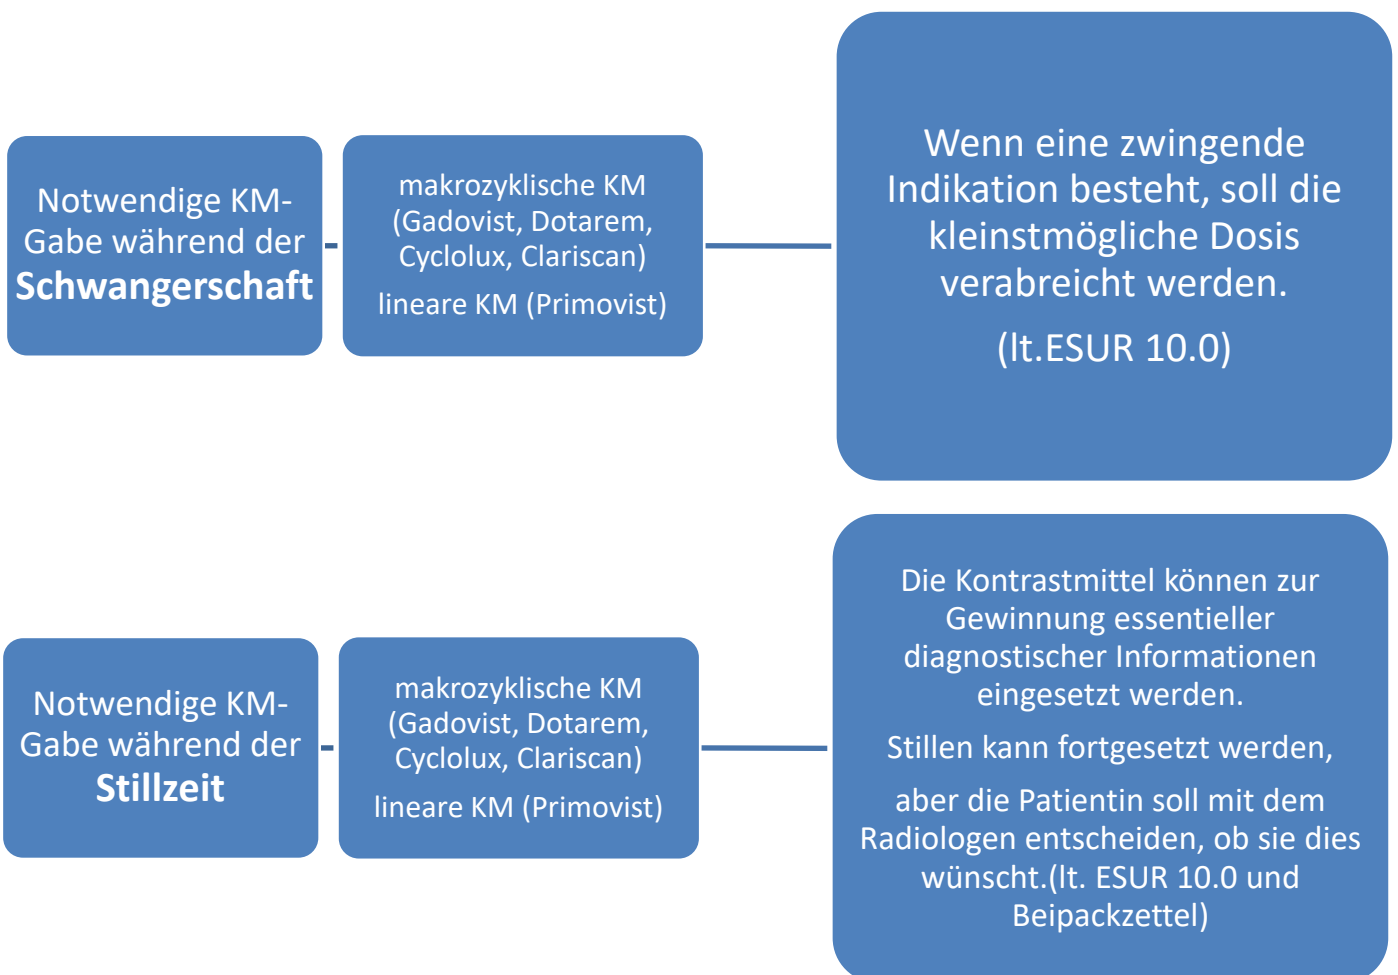 Notwendige KM-
Gabe während der
Schwangerschaft
makrozyklische KM
(Gadovist, Dotarem,
Cyclolux, Clariscan)
lineare KM (Primovist)
Wenn eine zwingende
Indikation besteht, soll die
kleinstmögliche Dosis
verabreicht werden.
(lt.ESUR 10.0)
Notwendige KM-
Gabe während der
Stillzeit
makrozyklische KM
(Gadovist, Dotarem,
Cyclolux, Clariscan)
lineare KM (Primovist)
Die Kontrastmittel können zur
Gewinnung essentieller
diagnostischer Informationen
eingesetzt werden.
Stillen kann fortgesetzt werden,
aber die Patientin soll mit dem
Radiologen entscheiden, ob sie dies
wünscht.(lt. ESUR 10.0 und
Beipackzettel)